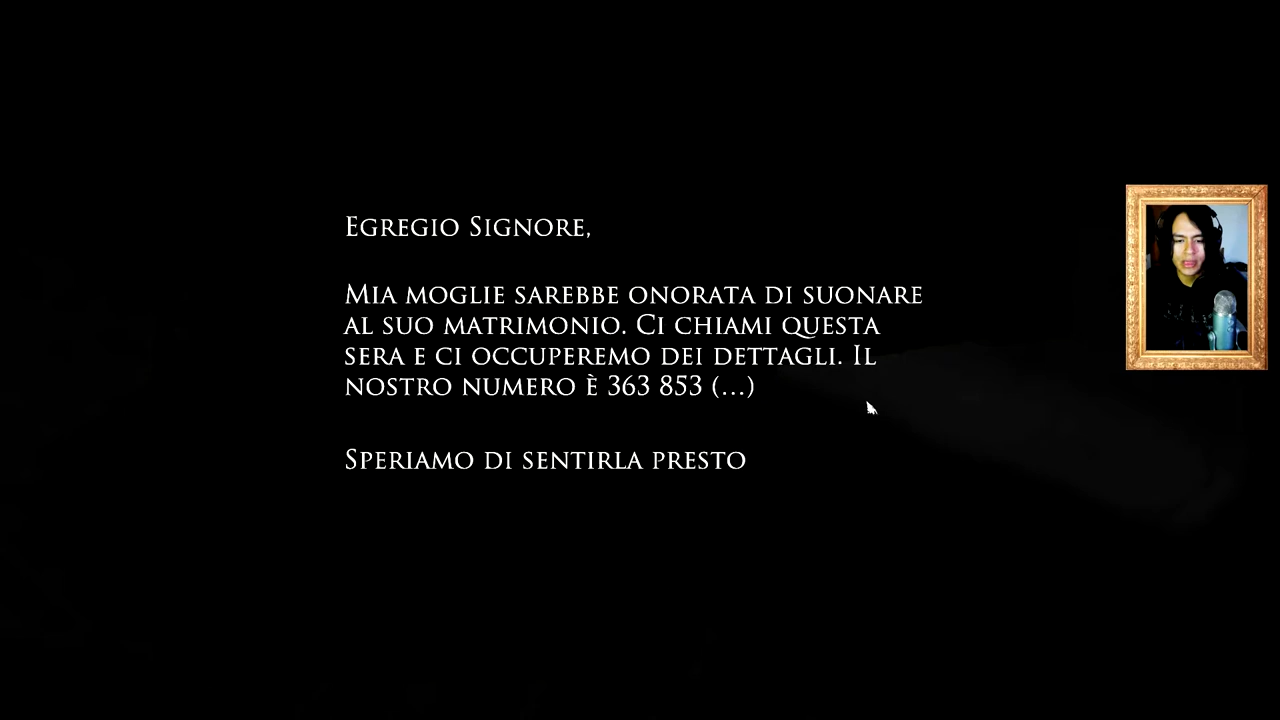 Egregio Signore,
Mia moglie sarebbe onorata di suonare
al suo matrimonio. Ci chiami questa
sera e ci occuperemo dei dettagli. Il
nostro numero è 363 853 (...)
Speriamo di sentirla presto